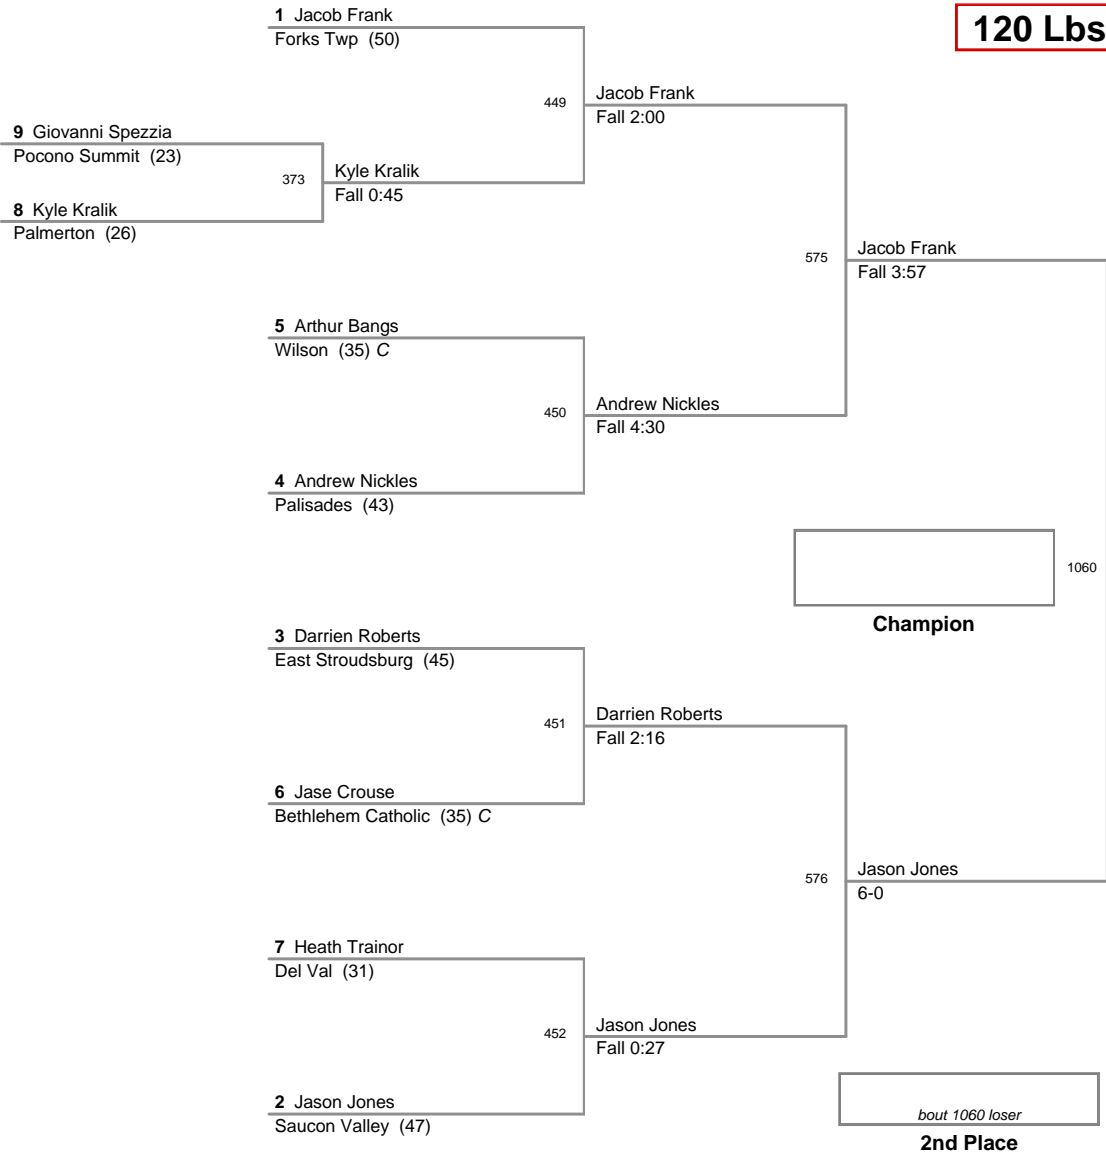 1 Jacob Frank
Forks Twp (50)
120 Lbs
449
Jacob Frank
Fall 2:00
9 Giovanni Spezzia
Pocono Summit (23)
373
Kyle Kralik
Fall 0:45
8 Kyle Kralik
Palmerton (26)
575
Jacob Frank
Fall 3:57
5 Arthur Bangs
Wilson (35) C
450
Andrew Nickles
Fall 4:30
4 Andrew Nickles
Palisades (43)
1060
Champion
3 Darrien Roberts
East Stroudsburg (45)
451
Darrien Roberts
Fall 2:16
6 Jase Crouse
Bethlehem Catholic (35) C
576
Jason Jones
6-0
7 Heath Trainor
Del Val (31)
452
Jason Jones
Fall 0:27
2 Jason Jones
Saucon Valley (47)
bout 1060 loser
2nd Place